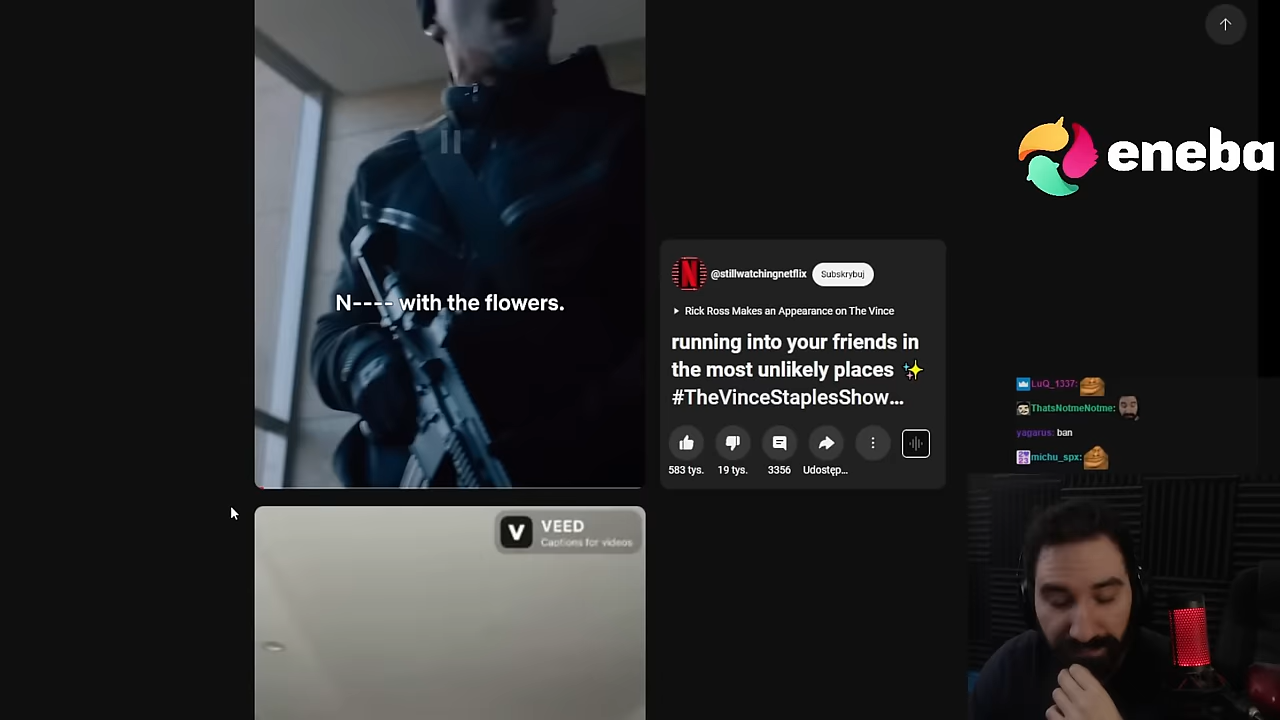 eneba
N---- with the flowers.
@stillwatchingnetflix Subskrybuj
Rick Ross Makes an Appearance on The Vince
running into your friends in
the most unlikely places ✨
#TheVinceStaplesShow…
583 tys. 19 tys. 3356 Udostęp…
LuQ_1337:
ThatsNotmeNotme:
yagarus: ban
michu_spx:
V VEED
Captions for videos